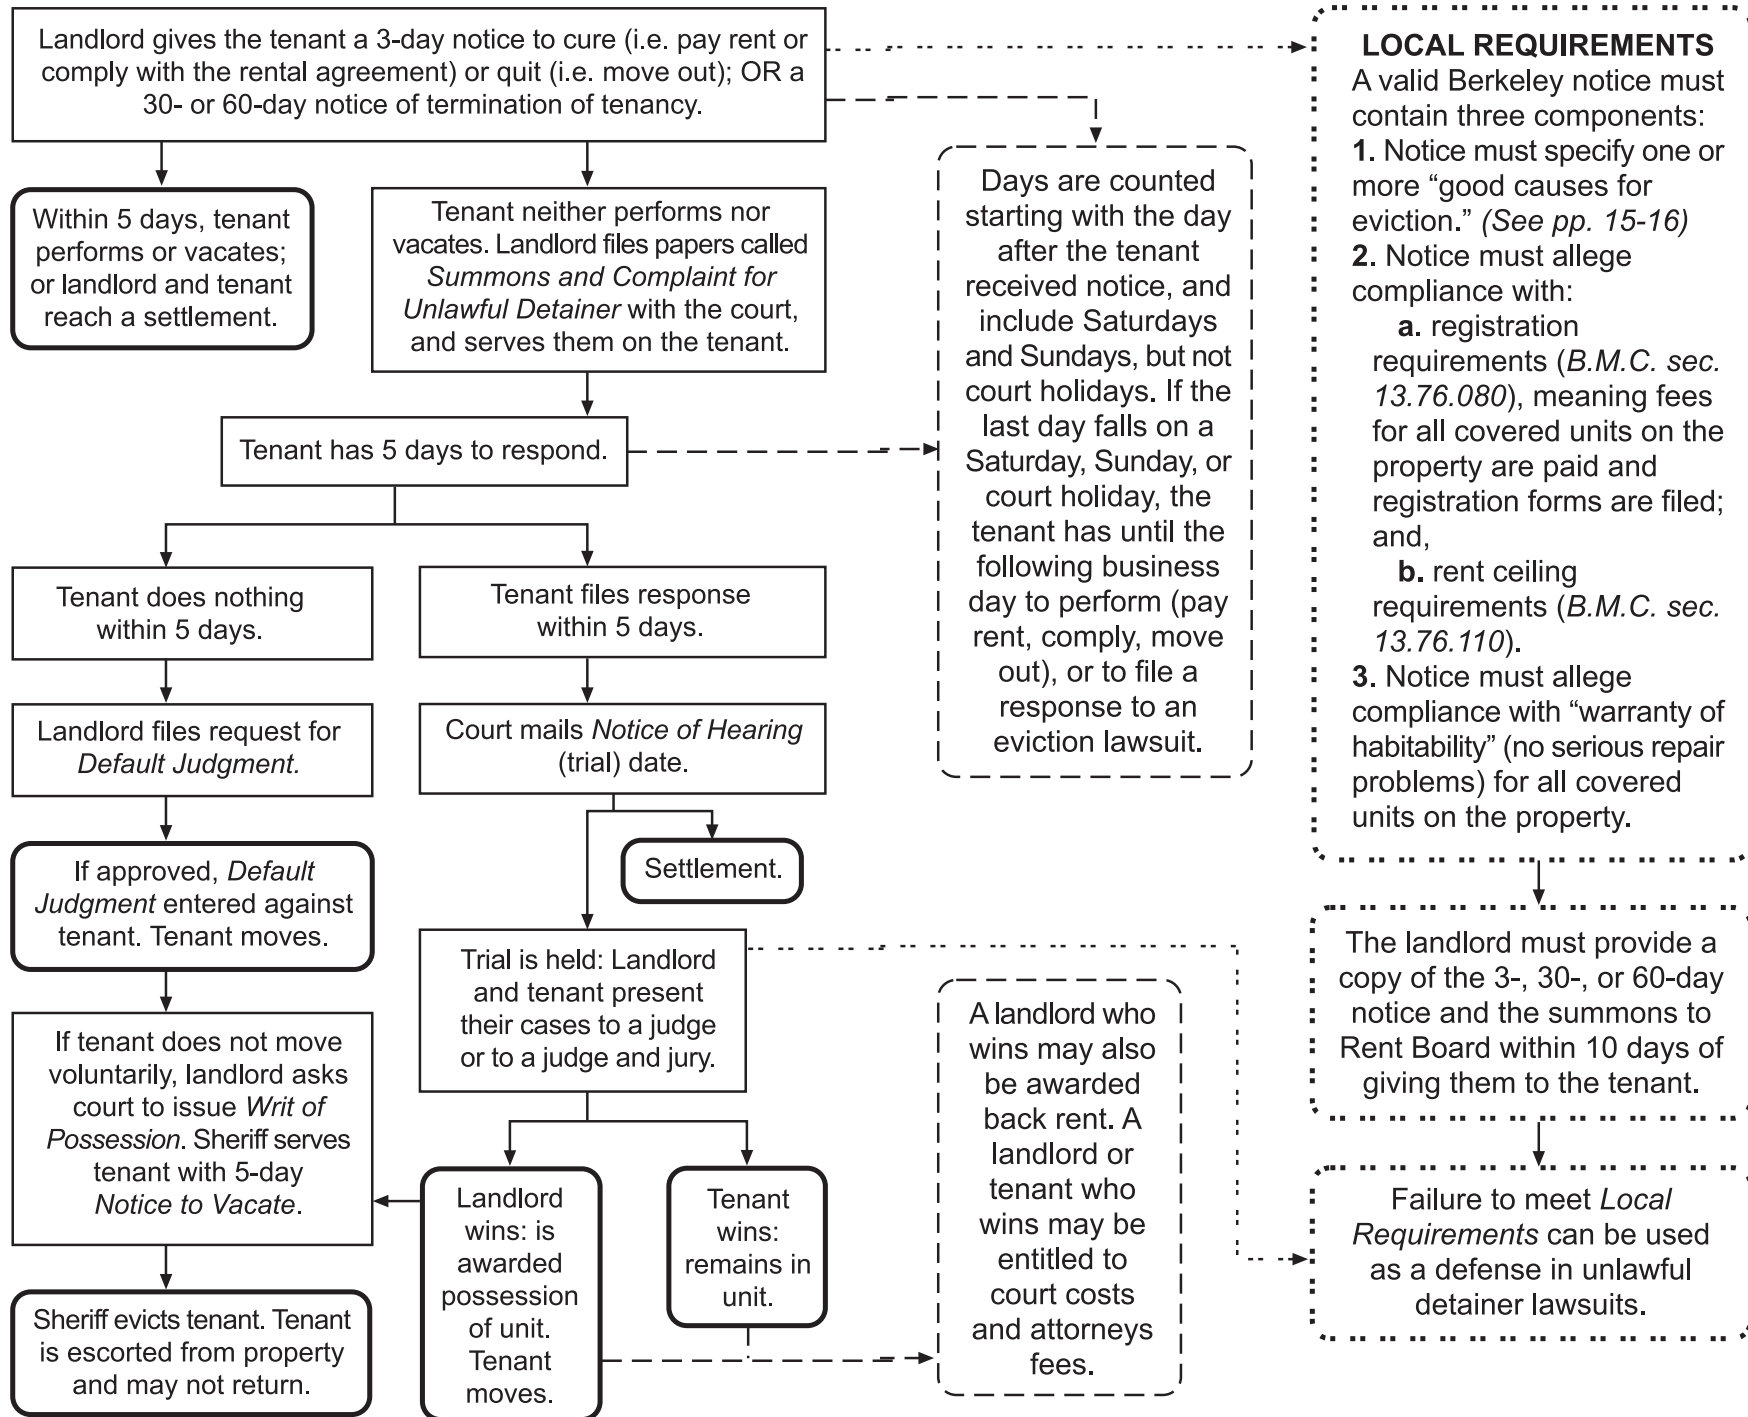 Landlord gives the tenant a 3-day notice to cure (i.e. pay rent or
comply with the rental agreement) or quit (i.e. move out); OR a
30- or 60-day notice of termination of tenancy.
Within 5 days, tenant
performs or vacates;
or landlord and tenant
reach a settlement.
Tenant neither performs nor
vacates. Landlord files papers called
Summons and Complaint for
Unlawful Detainer with the court,
and serves them on the tenant.
Tenant has 5 days to respond.
Tenant does nothing
within 5 days.
Tenant files response
within 5 days.
Landlord files request for
Default Judgment.
Court mails Notice of Hearing
(trial) date.
If approved, Default
Judgment entered against
tenant. Tenant moves.
Settlement.
Trial is held: Landlord
and tenant present
their cases to a judge
or to a judge and jury.
If tenant does not move
voluntarily, landlord asks
court to issue Writ of
Possession. Sheriff serves
tenant with 5-day
Notice to Vacate.
Landlord
wins: is
awarded
possession
of unit.
Tenant
moves.
Tenant
wins:
remains in
unit.
Sheriff evicts tenant. Tenant
is escorted from property
and may not return.
Days are counted
starting with the day
after the tenant
received notice, and
include Saturdays
and Sundays, but not
court holidays. If the
last day falls on a
Saturday, Sunday, or
court holiday, the
tenant has until the
following business
day to perform (pay
rent, comply, move
out), or to file a
response to an
eviction lawsuit.
A landlord who
wins may also
be awarded
back rent. A
landlord or
tenant who
wins may be
entitled to
court costs
and attorneys
fees.
LOCAL REQUIREMENTS
A valid Berkeley notice must
contain three components:
1. Notice must specify one or
more “good causes for
eviction.” (See pp. 15-16)
2. Notice must allege
compliance with:
a. registration
requirements (B.M.C. sec.
13.76.080), meaning fees
for all covered units on the
property are paid and
registration forms are filed;
and,
b. rent ceiling
requirements (B.M.C. sec.
13.76.110).
3. Notice must allege
compliance with “warranty of
habitability” (no serious repair
problems) for all covered
units on the property.
The landlord must provide a
copy of the 3-, 30-, or 60-day
notice and the summons to
Rent Board within 10 days of
giving them to the tenant.
Failure to meet Local
Requirements can be used
as a defense in unlawful
detainer lawsuits.